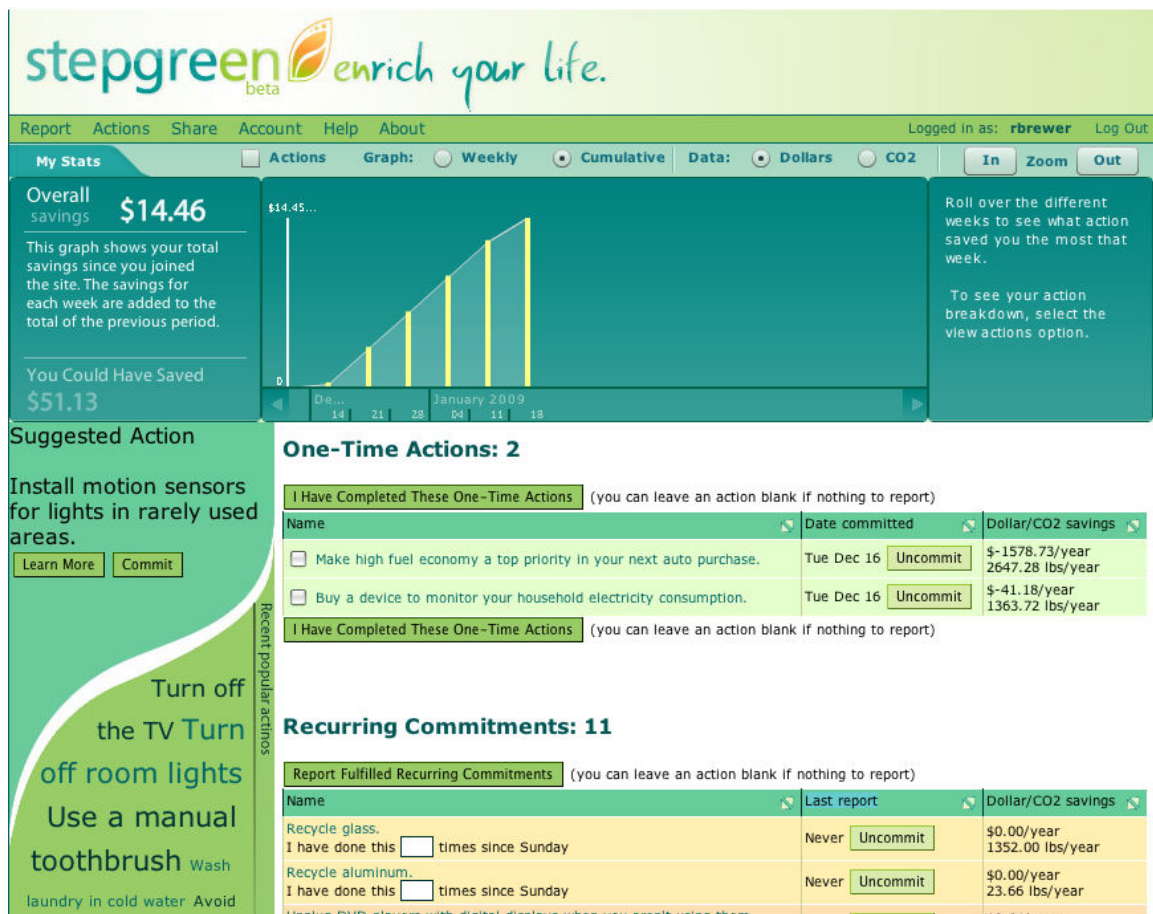 stepgreen enrich your life.
beta
Report Actions Share Account Help About Logged in as: rbrewer Log Out
My Stats Actions Graph: Weekly Cumulative Data: Dollars CO2 In Zoom Out
Overall
savings $14.46
This graph shows your total
savings since you joined
the site. The savings for
each week are added to the
total of the previous period.
You Could Have Saved
$51.13
$14.45...
0
De... January 2009
14 21 28 04 11 18
Roll over the different
weeks to see what action
saved you the most that
week.
To see your action
breakdown, select the
view actions option.
Suggested Action
Install motion sensors
for lights in rarely used
areas.
Learn More Commit
Recent popular actinos
Turn off
the TV Turn
off room lights
Use a manual
toothbrush Wash
laundry in cold water Avoid
One-Time Actions: 2
I Have Completed These One-Time Actions (you can leave an action blank if nothing to report)
Name Date committed Dollar/CO2 savings
Make high fuel economy a top priority in your next auto purchase. Tue Dec 16 Uncommit $-1578.73/year
2647.28 lbs/year
Buy a device to monitor your household electricity consumption. Tue Dec 16 Uncommit $-41.18/year
1363.72 lbs/year
I Have Completed These One-Time Actions (you can leave an action blank if nothing to report)
Recurring Commitments: 11
Report Fulfilled Recurring Commitments (you can leave an action blank if nothing to report)
Name Last report Dollar/CO2 savings
Recycle glass.
I have done this times since Sunday Never Uncommit $0.00/year
1352.00 lbs/year
Recycle aluminum.
I have done this times since Sunday Never Uncommit $0.00/year
23.66 lbs/year
Unplug DVD players with digital displays when you aren't using them